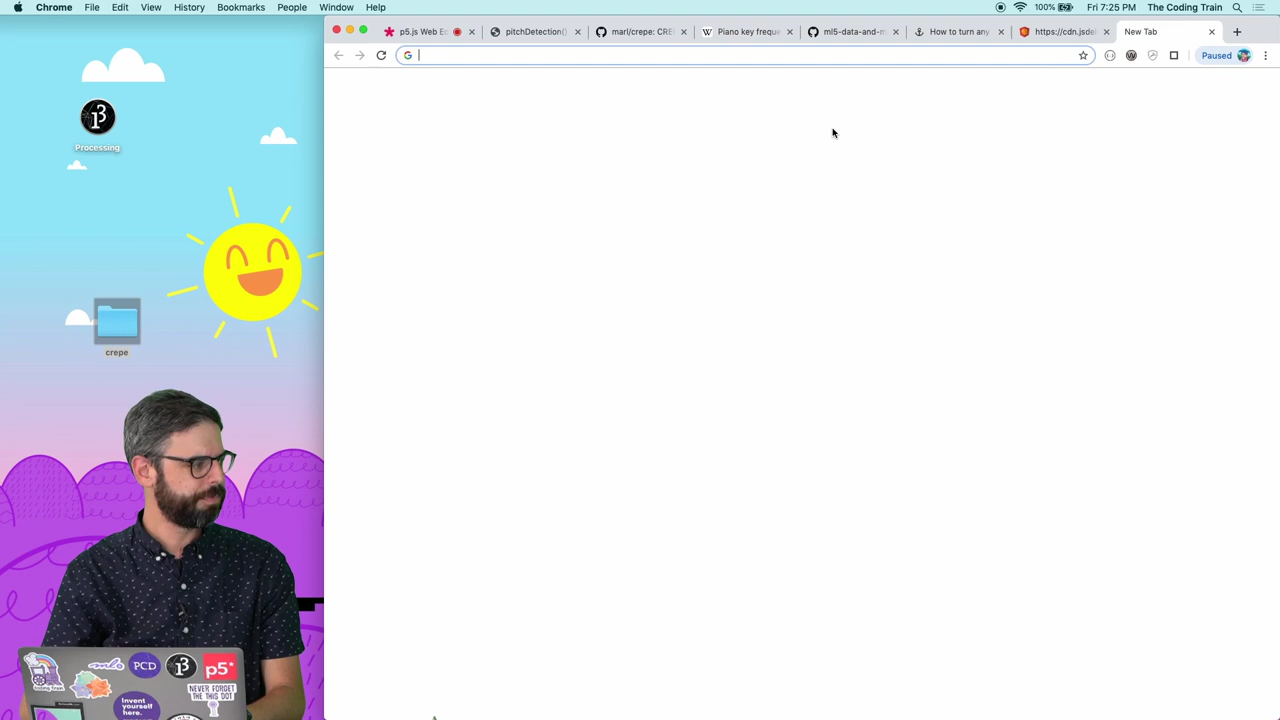 Chrome File Edit View History Bookmarks People Window Help 100% Fri 7:25 PM The Coding Train
p5.js Web E pitchDetection() marl/crepe: CRE Piano key freque ml5-data-and-m How to turn any https://cdn.jsdel New Tab
Paused
Processing
crepe
PCD
p5*
NEVER FORGET
THE THIS DOT
Invent
yourself
here.